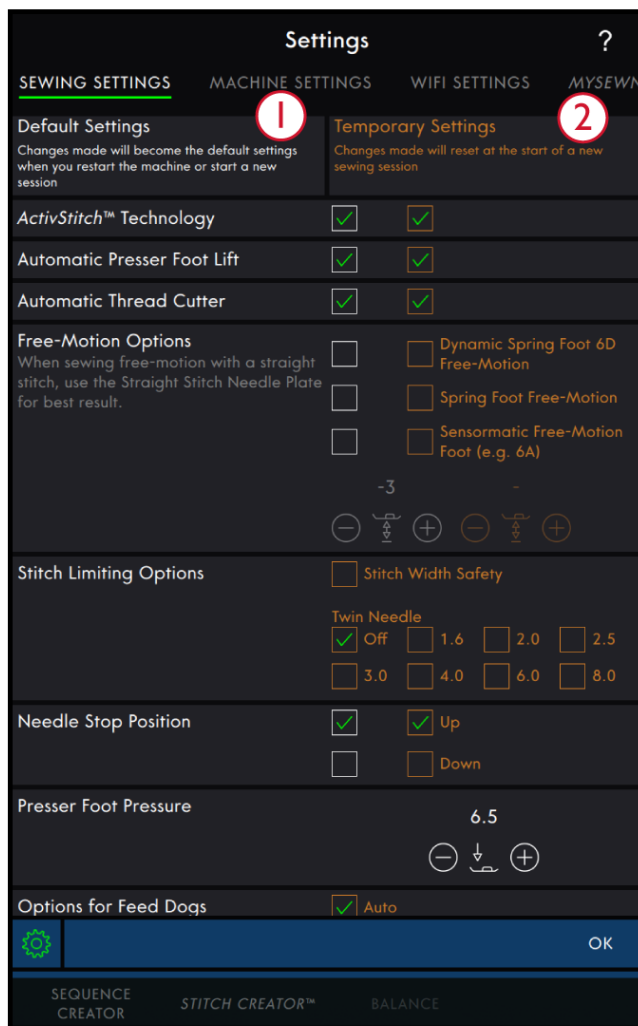 Settings
?
SEWING SETTINGS MACHINE SETTINGS WIFI SETTINGS MYSEWN
1 2
Default Settings
Changes made will become the default settings
when you restart the machine or start a new
session
Temporary Settings
Changes made will reset at the start of a new
sewing session
ActivStitch™ Technology
Automatic Presser Foot Lift
Automatic Thread Cutter
Free-Motion Options
When sewing free-motion with a straight
stitch, use the Straight Stitch Needle Plate
for best result.
Dynamic Spring Foot 6D
Free-Motion
Spring Foot Free-Motion
Sensormatic Free-Motion
Foot (e.g. 6A)
-3 -
Stitch Limiting Options
Stitch Width Safety
Twin Needle
Off 1.6 2.0 2.5
3.0 4.0 6.0 8.0
Needle Stop Position
Up
Down
Presser Foot Pressure
6.5
Options for Feed Dogs
Auto
OK
SEQUENCE
CREATOR
STITCH CREATOR™
BALANCE